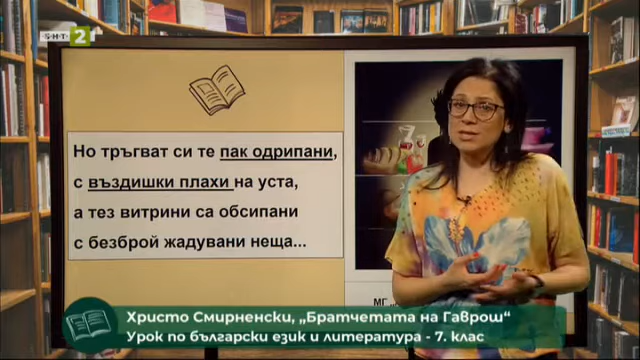 БНТ 2
Но тръгват си те пак одрипани,
с въздишки плахи на уста,
а тез витрини са обсипани
с безброй жадувани неща...
МГ „
Христо Смирненски, „Братчетата на Гаврош“
Урок по български език и литература - 7. клас